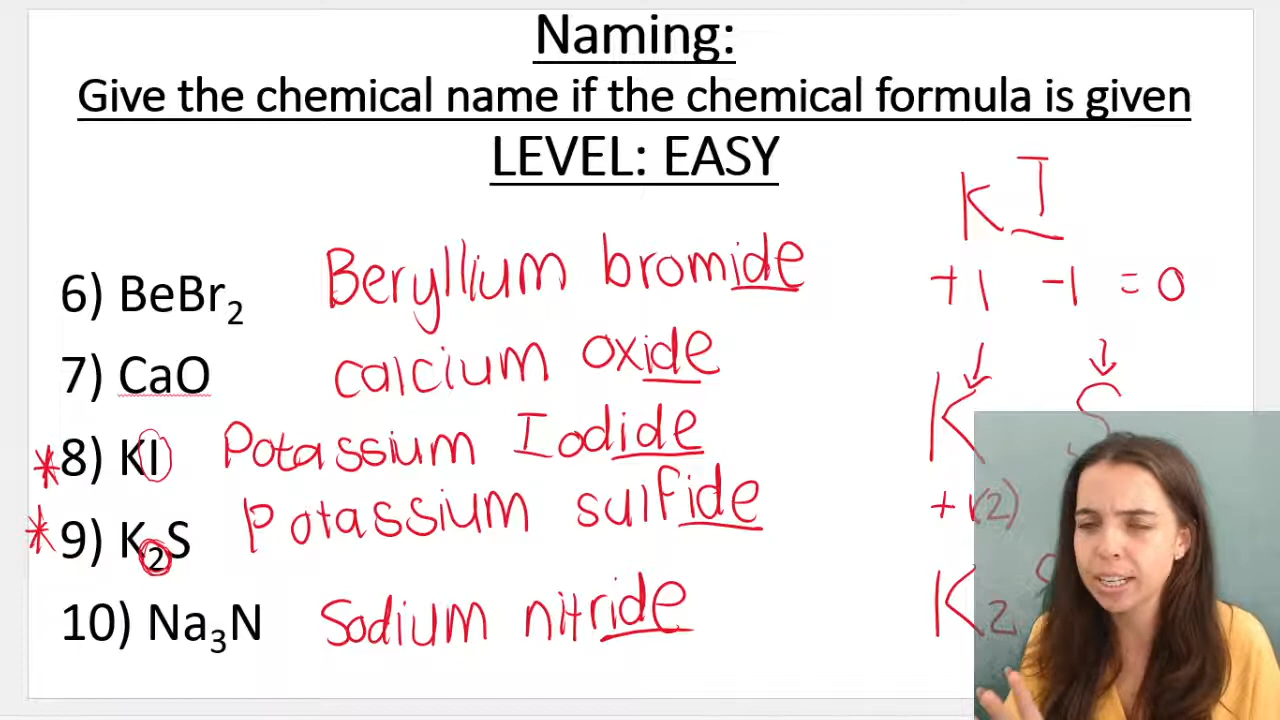 Naming:
Give the chemical name if the chemical formula is given
LEVEL: EASY
K I
+1 -1 = 0
6) BeBr2 Beryllium bromide
7) CaO calcium oxide
K S
*8) KI Potassium Iodide
*9) K2S Potassium sulfide
+1(2)
10) Na3N Sodium nitride
K2 S